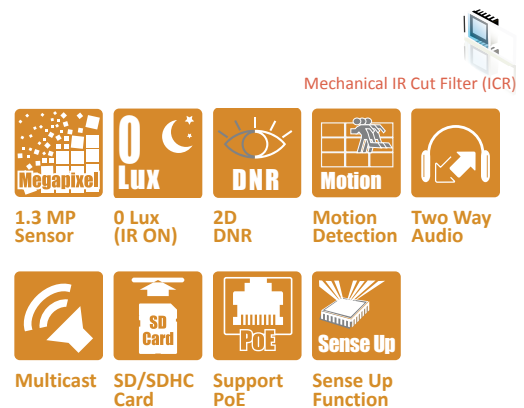 Mechanical IR Cut Filter (ICR)
Megapixel
0
Lux
DNR
Motion
1.3 MP
Sensor
0 Lux
(IR ON)
2D
DNR
Motion
Detection
Two Way
Audio
SD
Card
PoE
Sense Up
Multicast
SD/SDHC
Card
Support
PoE
Sense Up
Function